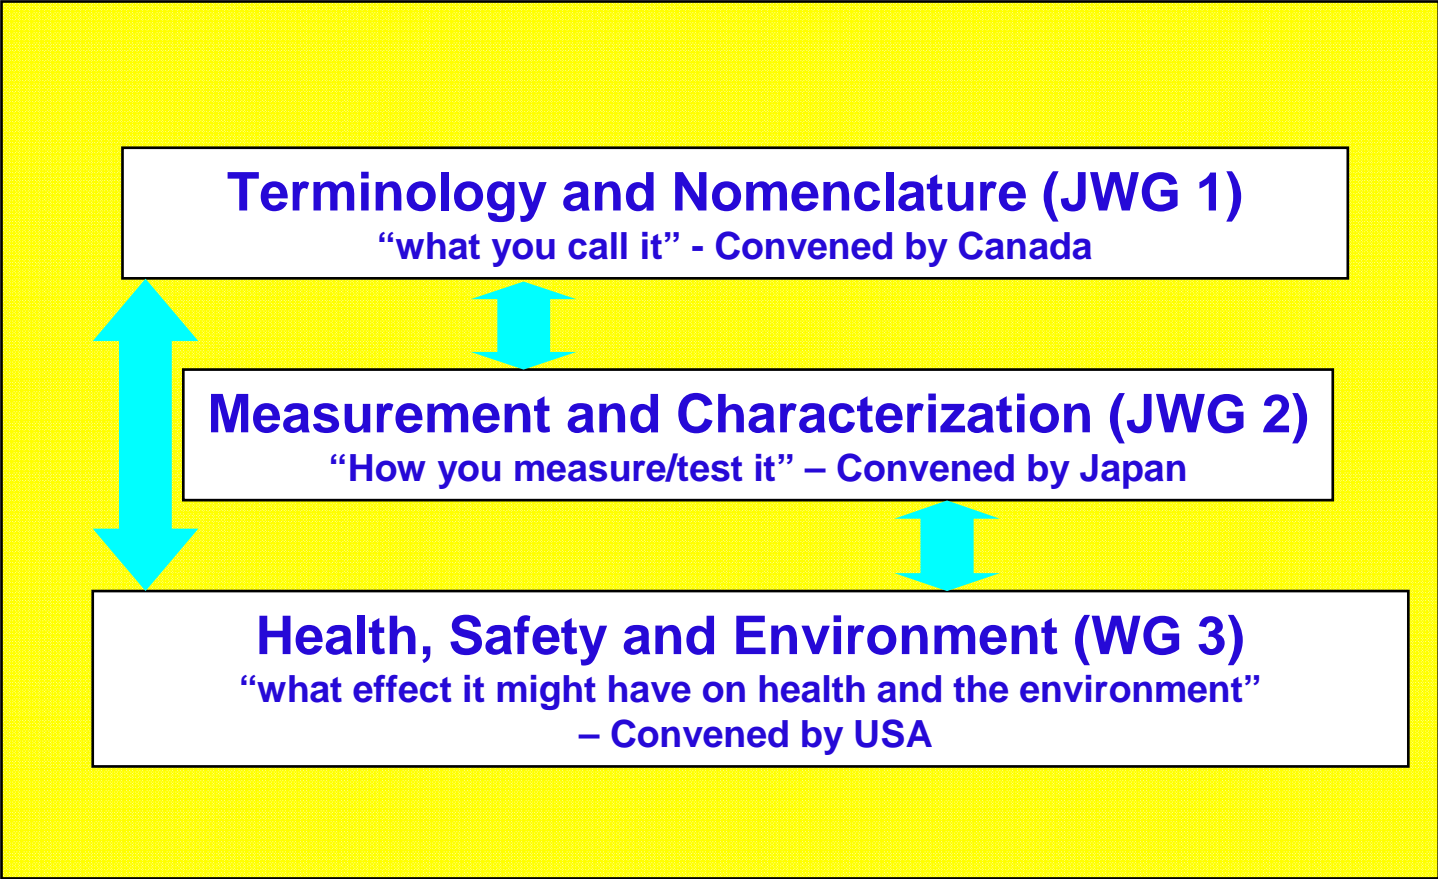 Terminology and Nomenclature (JWG 1)
“what you call it” - Convened by Canada
Measurement and Characterization (JWG 2)
“How you measure/test it” – Convened by Japan
Health, Safety and Environment (WG 3)
“what effect it might have on health and the environment”
– Convened by USA